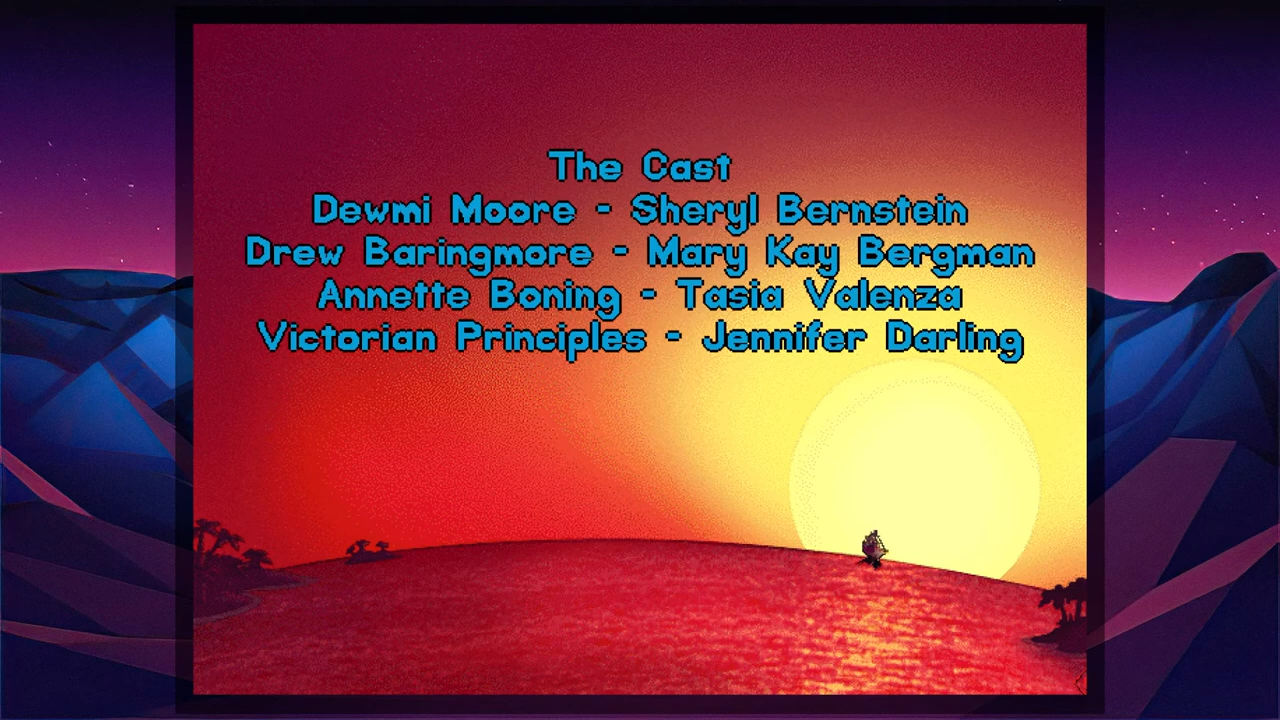 The Cast
Dewmi Moore - Sheryl Bernstein
Drew Baringmore - Mary Kay Bergman
Annette Boning - Tasia Valenza
Victorian Principles - Jennifer Darling